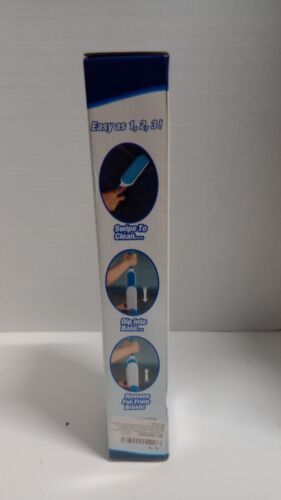 Easy as 1, 2, 3!
Swipe To
Clean...
Dip Into
Base...
Remove
Fur From
Brush!